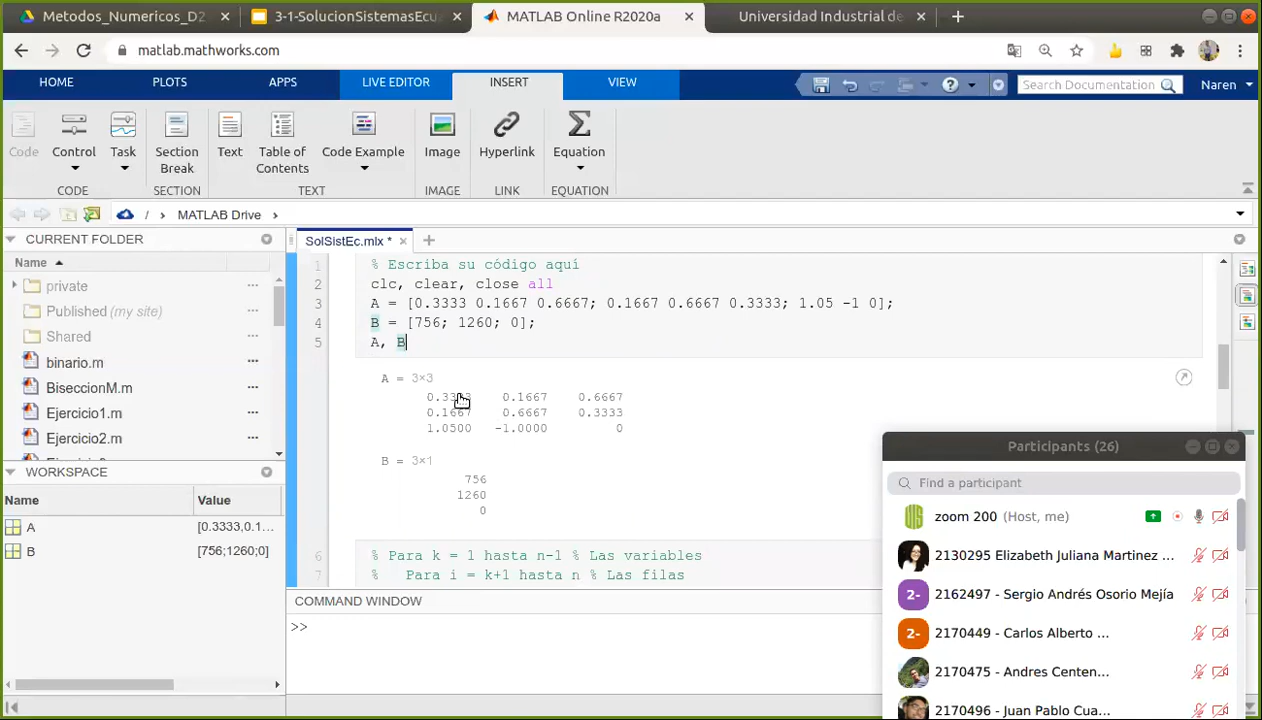 Metodos_Numericos_D2
3-1-SolucionSistemasEcu
MATLAB Online R2020a
Universidad Industrial de
matlab.mathworks.com
HOME PLOTS APPS LIVE EDITOR INSERT VIEW
Search Documentation Naren
Code Control Task Section Break Text Table of Contents Code Example Image Hyperlink Equation
CODE SECTION TEXT IMAGE LINK EQUATION
/ MATLAB Drive
CURRENT FOLDER
Name
private
Published (my site)
Shared
binario.m
BiseccionM.m
Ejercicio1.m
Ejercicio2.m
WORKSPACE
Name Value
A [0.3333,0.1...
B [756;1260;0]
SolSistEc.mlx *
1 % Escriba su código aquí
2 clc, clear, close all
3 A = [0.3333 0.1667 0.6667; 0.1667 0.6667 0.3333; 1.05 -1 0];
4 B = [756; 1260; 0];
5 A, B
A = 3×3
0.3333 0.1667 0.6667
0.1667 0.6667 0.3333
1.0500 -1.0000 0
B = 3×1
756
1260
0
6 % Para k = 1 hasta n-1 % Las variables
7 % Para i = k+1 hasta n % Las filas
COMMAND WINDOW
>>
Participants (26)
Find a participant
zoom 200 (Host, me)
2130295 Elizabeth Juliana Martinez ...
2- 2162497 - Sergio Andrés Osorio Mejía
2- 2170449 - Carlos Alberto ...
2170475 - Andres Centen...
2170496 - Juan Pablo Cua...